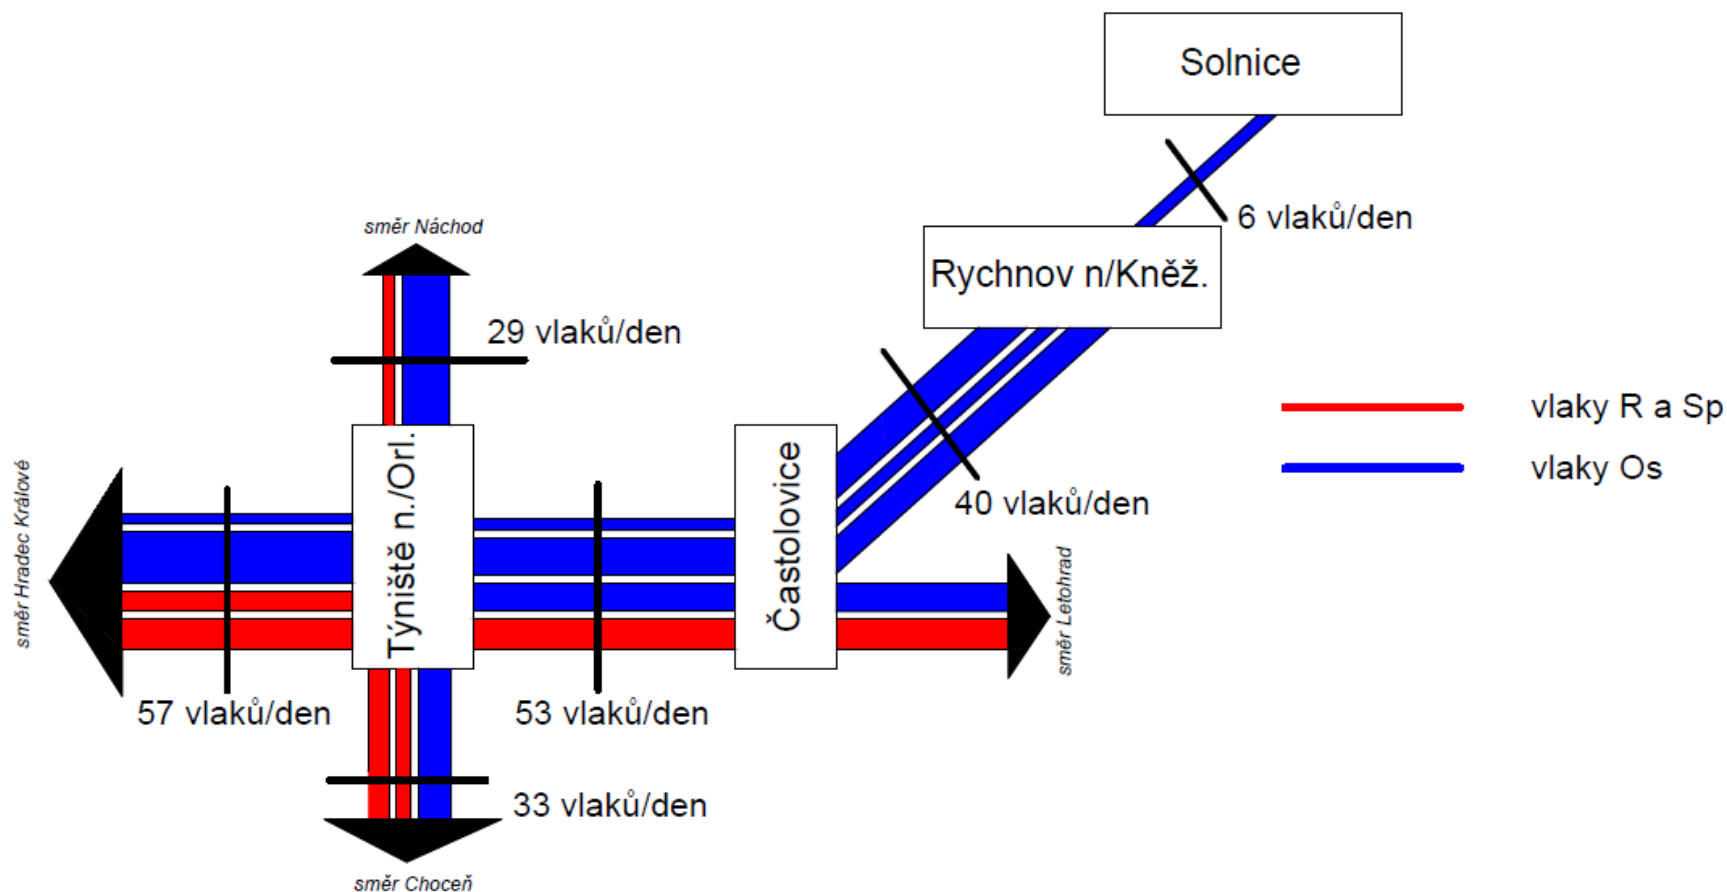 Solnice
6 vlaků/den
směr Náchod
Rychnov n/Kněž.
29 vlaků/den
vlaky R a Sp
vlaky Os
40 vlaků/den
směr Hradec Králové
Týniště n./Orl.
Častolovice
směr Letohrad
57 vlaků/den
53 vlaků/den
33 vlaků/den
směr Choceň